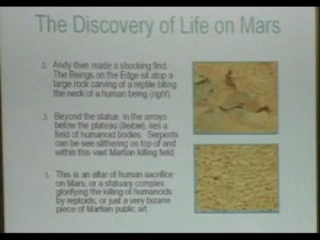 The Discovery of Life on Mars
Andy then made a shocking find.
The Beings on the Edge sit atop a
large rock carving of a reptile biting
the neck of a human being (right).
Beyond the statue, in the arroyo
below the plateau (below), lies a
field of humanoid bodies. Serpents
can be seen slithering on top of and
within this vast Martian killing field.
This is an altar of human sacrifice
on Mars, or a statuary complex
glorifying the killing of humanoids
by reptoids, or just a very bizarre
piece of Martian public art